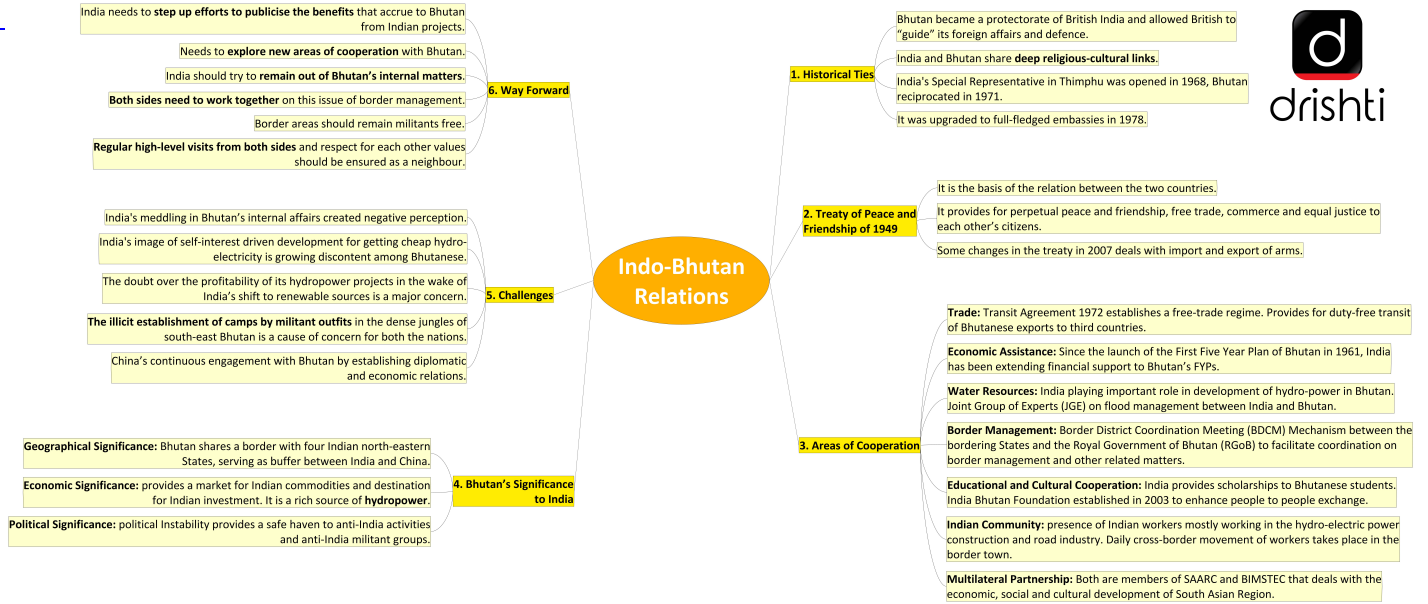 Indo-Bhutan
Relations
drishti
1. Historical Ties
Bhutan became a protectorate of British India and allowed British to
“guide” its foreign affairs and defence.
India and Bhutan share deep religious-cultural links.
India's Special Representative in Thimphu was opened in 1968, Bhutan
reciprocated in 1971.
It was upgraded to full-fledged embassies in 1978.
2. Treaty of Peace and
Friendship of 1949
It is the basis of the relation between the two countries.
It provides for perpetual peace and friendship, free trade, commerce and equal justice to
each other’s citizens.
Some changes in the treaty in 2007 deals with import and export of arms.
3. Areas of Cooperation
Trade: Transit Agreement 1972 establishes a free-trade regime. Provides for duty-free transit
of Bhutanese exports to third countries.
Economic Assistance: Since the launch of the First Five Year Plan of Bhutan in 1961, India
has been extending financial support to Bhutan’s FYPs.
Water Resources: India playing important role in development of hydro-power in Bhutan.
Joint Group of Experts (JGE) on flood management between India and Bhutan.
Border Management: Border District Coordination Meeting (BDCM) Mechanism between the
bordering States and the Royal Government of Bhutan (RGoB) to facilitate coordination on
border management and other related matters.
Educational and Cultural Cooperation: India provides scholarships to Bhutanese students.
India Bhutan Foundation established in 2003 to enhance people to people exchange.
Indian Community: presence of Indian workers mostly working in the hydro-electric power
construction and road industry. Daily cross-border movement of workers takes place in the
border town.
Multilateral Partnership: Both are members of SAARC and BIMSTEC that deals with the
economic, social and cultural development of South Asian Region.
4. Bhutan’s Significance
to India
Geographical Significance: Bhutan shares a border with four Indian north-eastern
States, serving as buffer between India and China.
Economic Significance: provides a market for Indian commodities and destination
for Indian investment. It is a rich source of hydropower.
Political Significance: political Instability provides a safe haven to anti-India activities
and anti-India militant groups.
5. Challenges
India's meddling in Bhutan’s internal affairs created negative perception.
India's image of self-interest driven development for getting cheap hydro-
electricity is growing discontent among Bhutanese.
The doubt over the profitability of its hydropower projects in the wake of
India’s shift to renewable sources is a major concern.
The illicit establishment of camps by militant outfits in the dense jungles of
south-east Bhutan is a cause of concern for both the nations.
China’s continuous engagement with Bhutan by establishing diplomatic
and economic relations.
6. Way Forward
India needs to step up efforts to publicise the benefits that accrue to Bhutan
from Indian projects.
Needs to explore new areas of cooperation with Bhutan.
India should try to remain out of Bhutan’s internal matters.
Both sides need to work together on this issue of border management.
Border areas should remain militants free.
Regular high-level visits from both sides and respect for each other values
should be ensured as a neighbour.